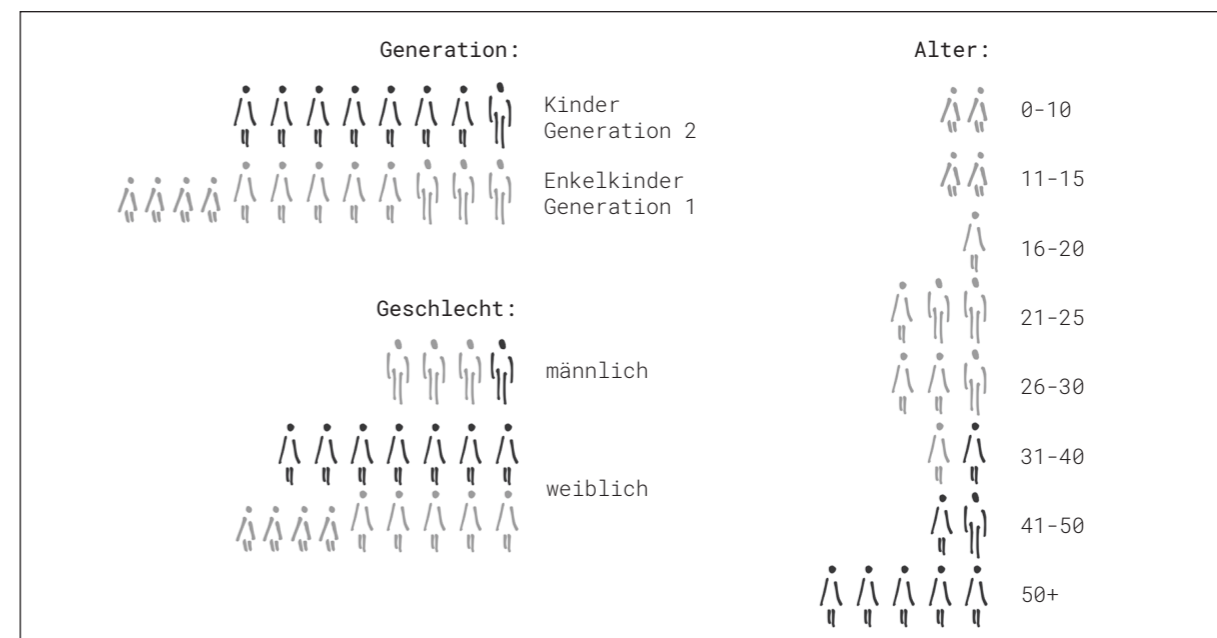 Generation:
Kinder
Generation 2
Enkelkinder
Generation 1
Geschlecht:
männlich
weiblich
Alter:
0-10
11-15
16-20
21-25
26-30
31-40
41-50
50+